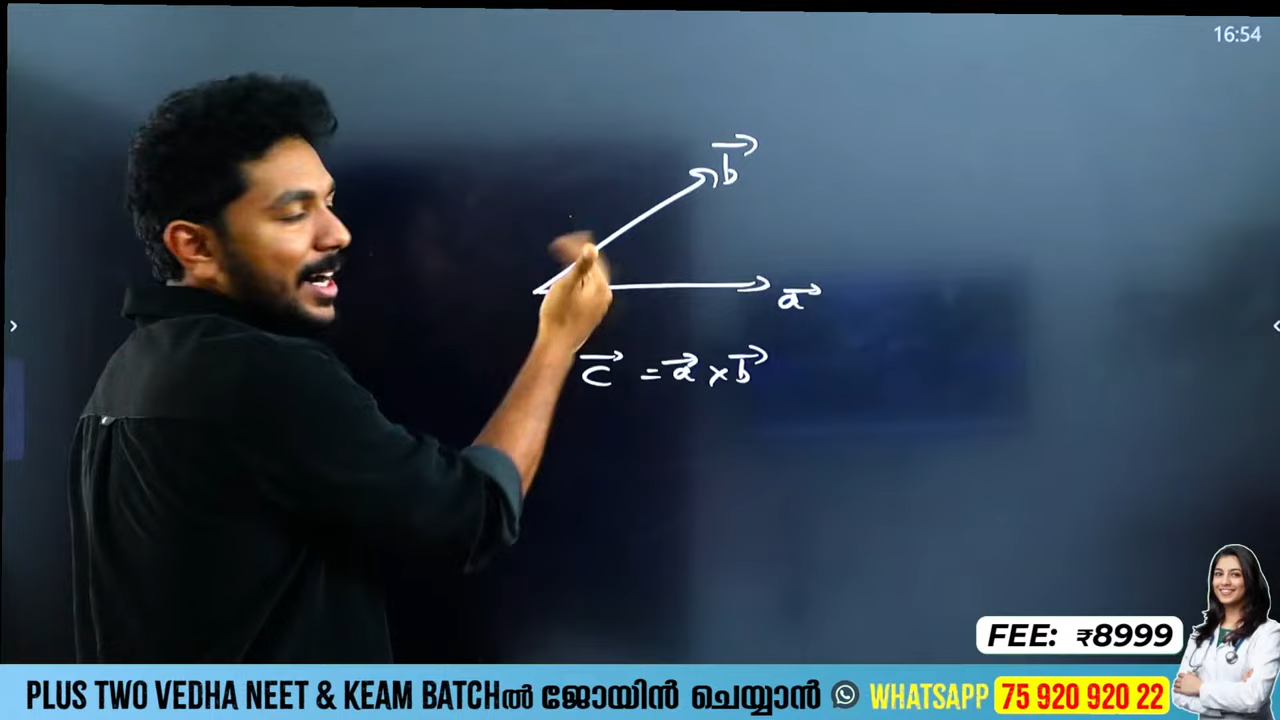 16:54
b⃗
a⃗
c⃗ = a⃗ × b⃗
FEE: ₹8999
PLUS TWO VEDHA NEET & KEAM BATCHൽ ജോയിൻ ചെയ്യാൻ WHATSAPP 75 920 920 22